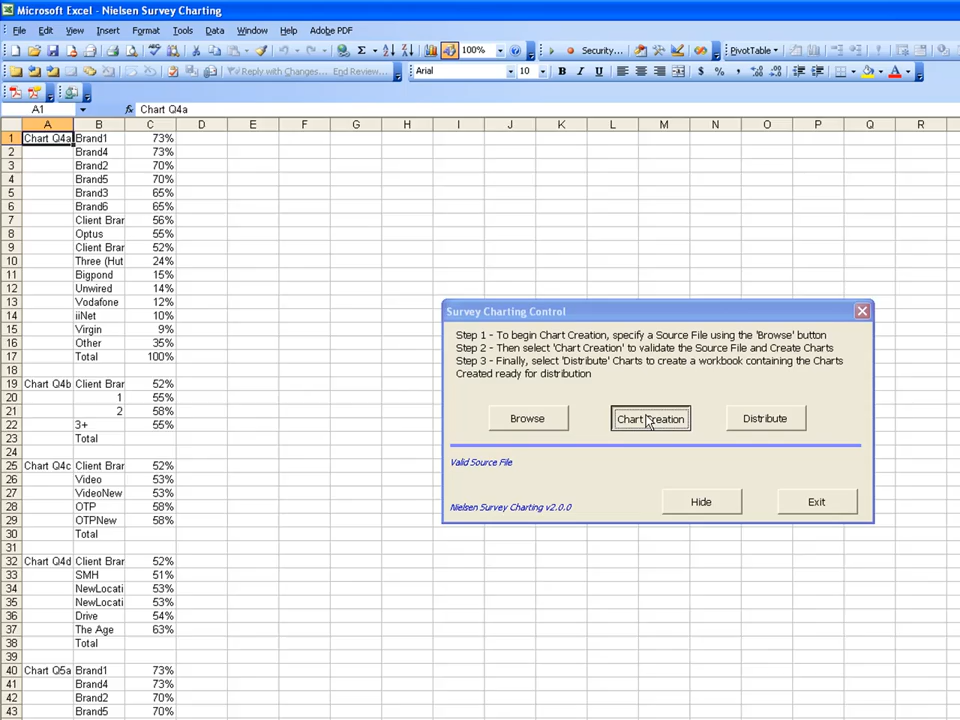 Microsoft Excel - Nielsen Survey Charting
File Edit View Insert Format Tools Data Window Help Adobe PDF
100% Security... PivotTable
Reply with Changes... End Review... Arial 10 B I U $ % ,
A1 fx Chart Q4a
A B C D E F G H I J K L M N O P Q R
1 Chart Q4a Brand1 73%
2 Brand4 73%
3 Brand2 70%
4 Brand5 70%
5 Brand3 65%
6 Brand6 65%
7 Client Brar 56%
8 Optus 55%
9 Client Brar 52%
10 Three (Hut 24%
11 Bigpond 15%
12 Unwired 14%
13 Vodafone 12%
14 iiNet 10%
15 Virgin 9%
16 Other 35%
17 Total 100%
18
19 Chart Q4b Client Brar 52%
20 1 55%
21 2 58%
22 3+ 55%
23 Total
24
25 Chart Q4c Client Brar 52%
26 Video 53%
27 VideoNew 53%
28 OTP 58%
29 OTPNew 58%
30 Total
31
32 Chart Q4d Client Brar 52%
33 SMH 51%
34 NewLocati 53%
35 NewLocati 53%
36 Drive 54%
37 The Age 63%
38 Total
39
40 Chart Q5a Brand1 73%
41 Brand4 73%
42 Brand2 70%
43 Brand5 70%
Survey Charting Control
Step 1 - To begin Chart Creation, specify a Source File using the 'Browse' button
Step 2 - Then select 'Chart Creation' to validate the Source File and Create Charts
Step 3 - Finally, select 'Distribute' Charts to create a workbook containing the Charts
Created ready for distribution
Browse Chart Creation Distribute
Valid Source File
Hide Exit
Nielsen Survey Charting v2.0.0